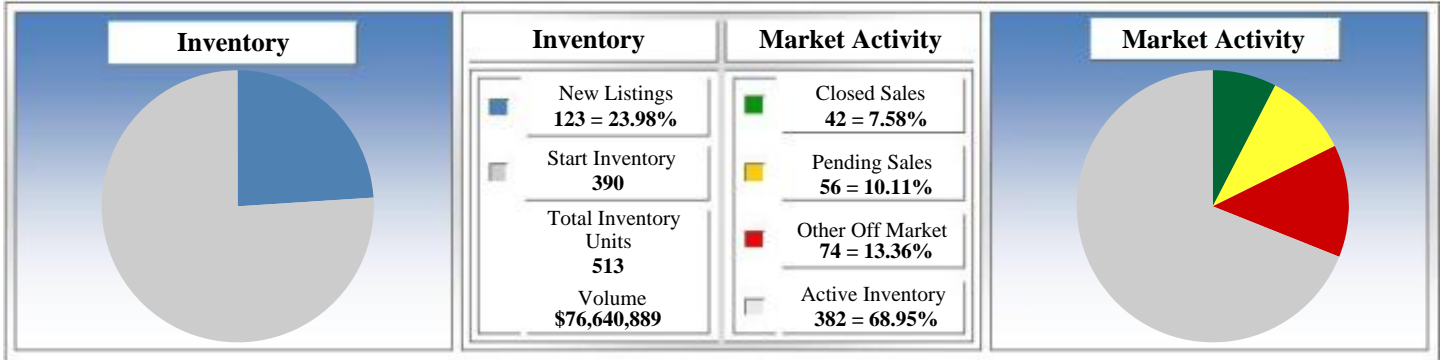 Inventory
Inventory
New Listings
123 = 23.98%
Start Inventory
390
Total Inventory
Units
513
Volume
$76,640,889
Market Activity
Closed Sales
42 = 7.58%
Pending Sales
56 = 10.11%
Other Off Market
74 = 13.36%
Active Inventory
382 = 68.95%
Market Activity